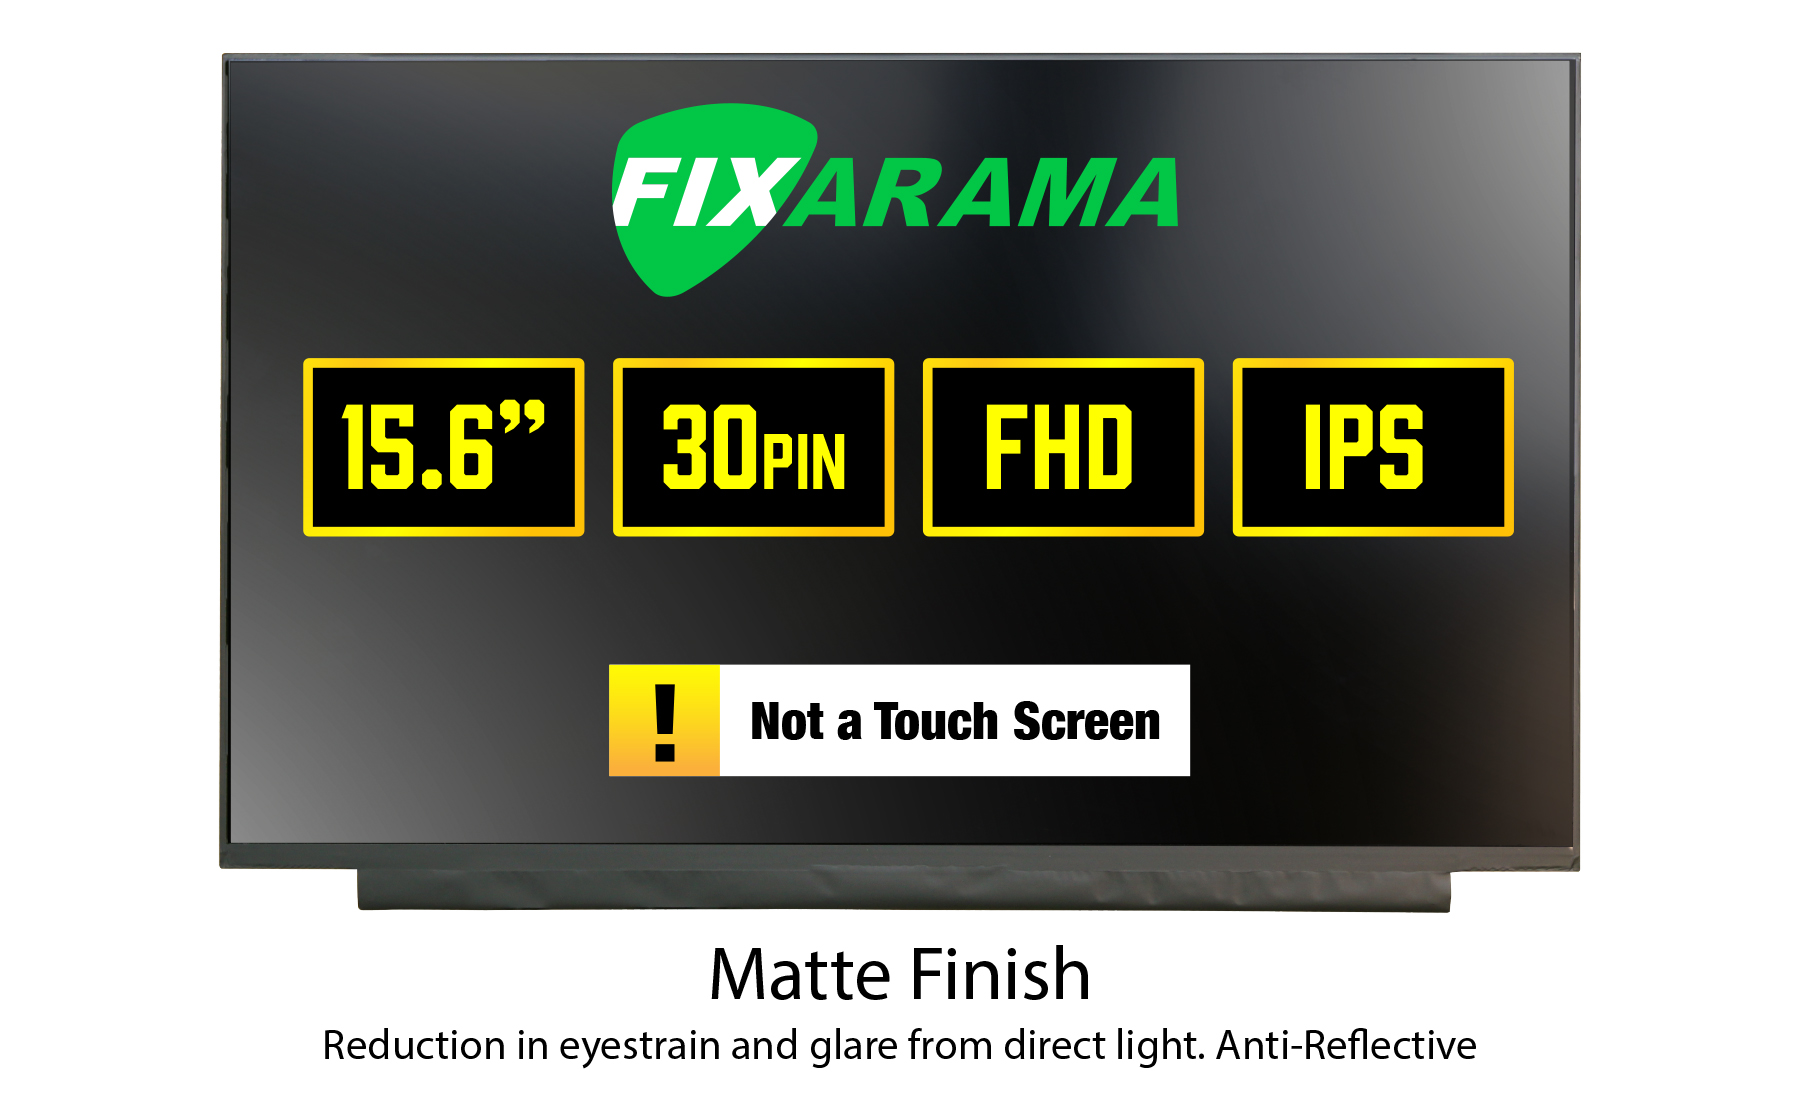 FIXARAMA
15.6”
30PIN
FHD
IPS
! Not a Touch Screen
Matte Finish
Reduction in eyestrain and glare from direct light. Anti-Reflective